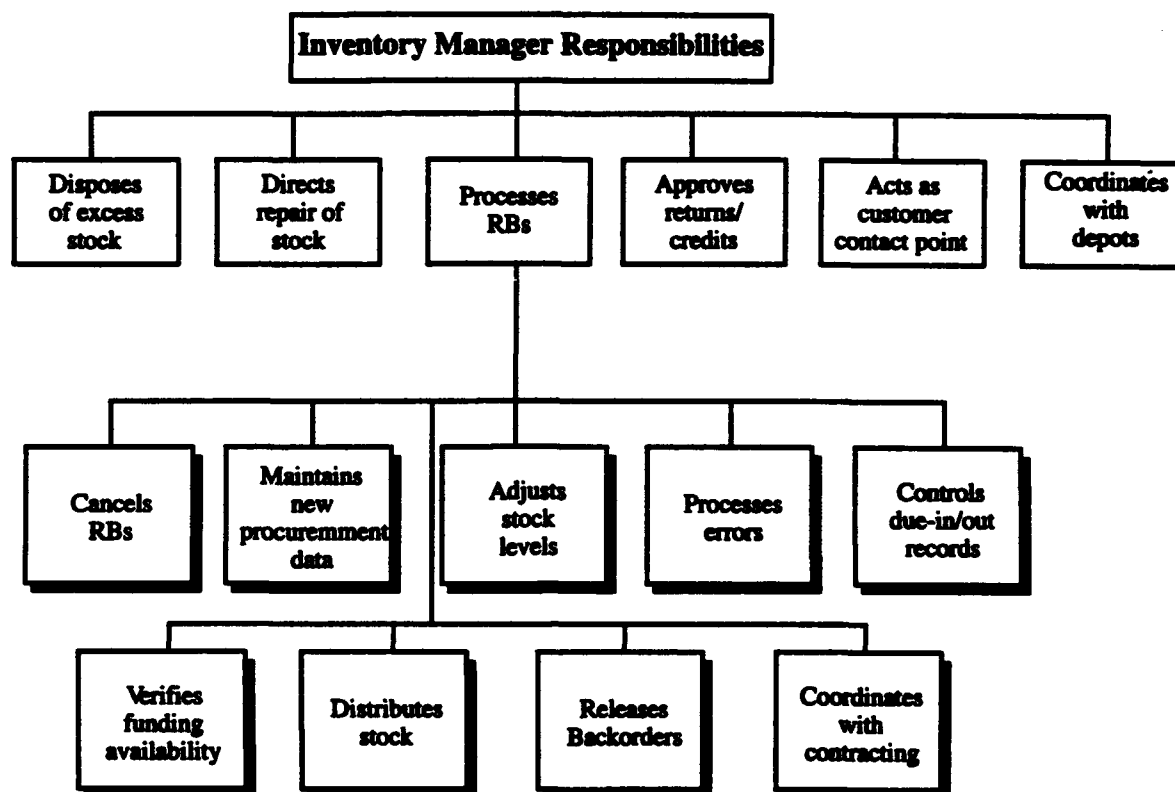 Inventory Manager Responsibilities
Disposes
of excess
stock
Directs
repair of
stock
Processes
RBs
Approves
returns/
credits
Acts as
customer
contact point
Coordinates
with
depots
Cancels
RBs
Maintains
new
procuremment
data
Adjusts
stock
levels
Processes
errors
Controls
due-in/out
records
Verifies
funding
availability
Distributes
stock
Releases
Backorders
Coordinates
with
contracting